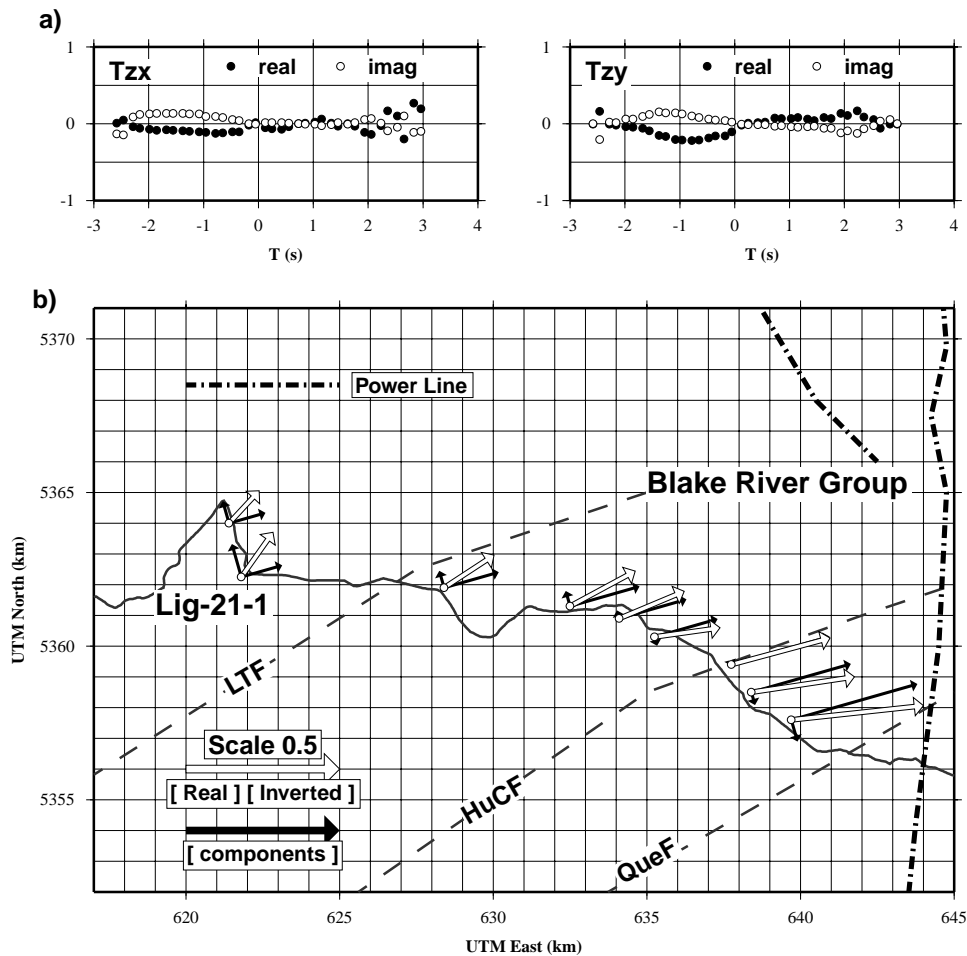 a)
1
0
-1
Tzx
real
imag
-3 -2 -1 0 1 2 3 4
T (s)
1
0
-1
Tzy
real
imag
-3 -2 -1 0 1 2 3 4
T (s)
b)
5370
5365
5360
5355
UTM North (km)
Power Line
Blake River Group
Lig-21-1
LTF
HuCF
QueF
Scale 0.5
[ Real ] [ Inverted ]
[ components ]
620 625 630 635 640 645
UTM East (km)